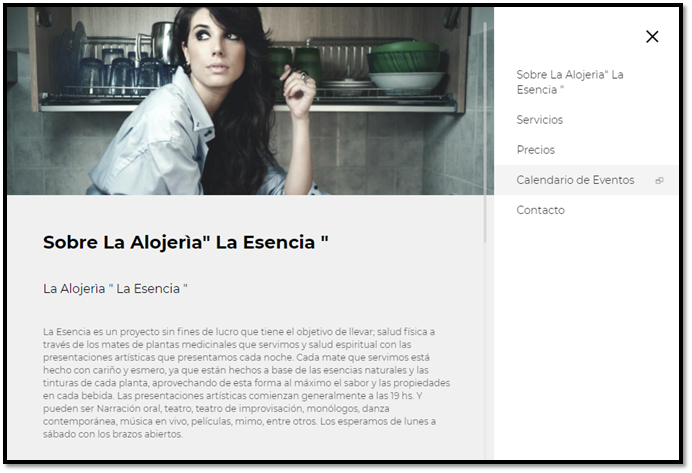 Sobre La Alojerìa" La
Esencia "
Servicios
Precios
Calendario de Eventos
Contacto
Sobre La Alojerìa" La Esencia "
La Alojerìa " La Esencia "
La Esencia es un proyecto sin fines de lucro que tiene el objetivo de llevar; salud física a
través de los mates de plantas medicinales que servimos y salud espiritual con las
presentaciones artísticas que presentamos cada noche. Cada mate que servimos está
hecho con cariño y esmero, ya que están hechos a base de las esencias naturales y las
tinturas de cada planta, aprovechando de esta forma al máximo el sabor y las propiedades
en cada bebida. Las presentaciones artísticas comienzan generalmente a las 19 hs. Y
pueden ser Narración oral, teatro, teatro de improvisación, monólogos, danza
contemporánea, música en vivo, películas, mimo, entre otros. Los esperamos de lunes a
sábado con los brazos abiertos.